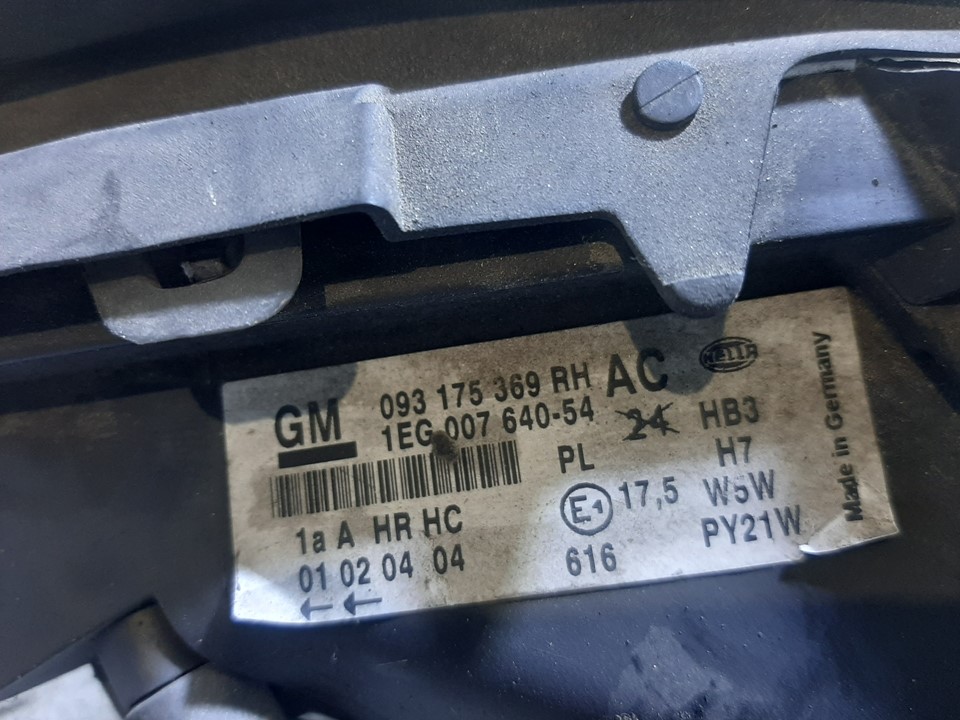 GM 093 175 369 RH AC HELLA
1EG 007 640-54 24 HB3
PL H7
E1 17,5 W5W
1a A HR HC PY21W
01 02 04 04 616
← ←
Made in Germany